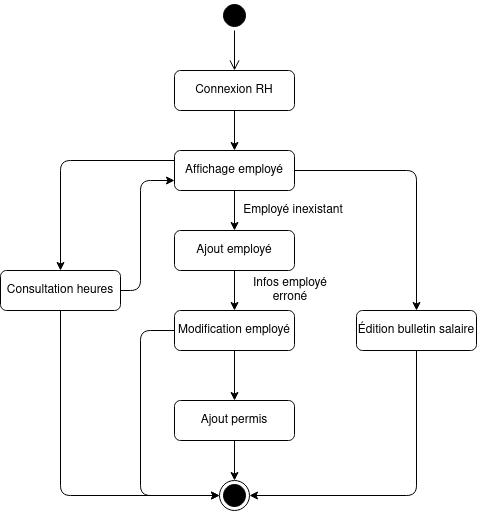 Connexion RH
Affichage employé
Employé inexistant
Ajout employé
Consultation heures
Infos employé
erroné
Modification employé
Édition bulletin salaire
Ajout permis